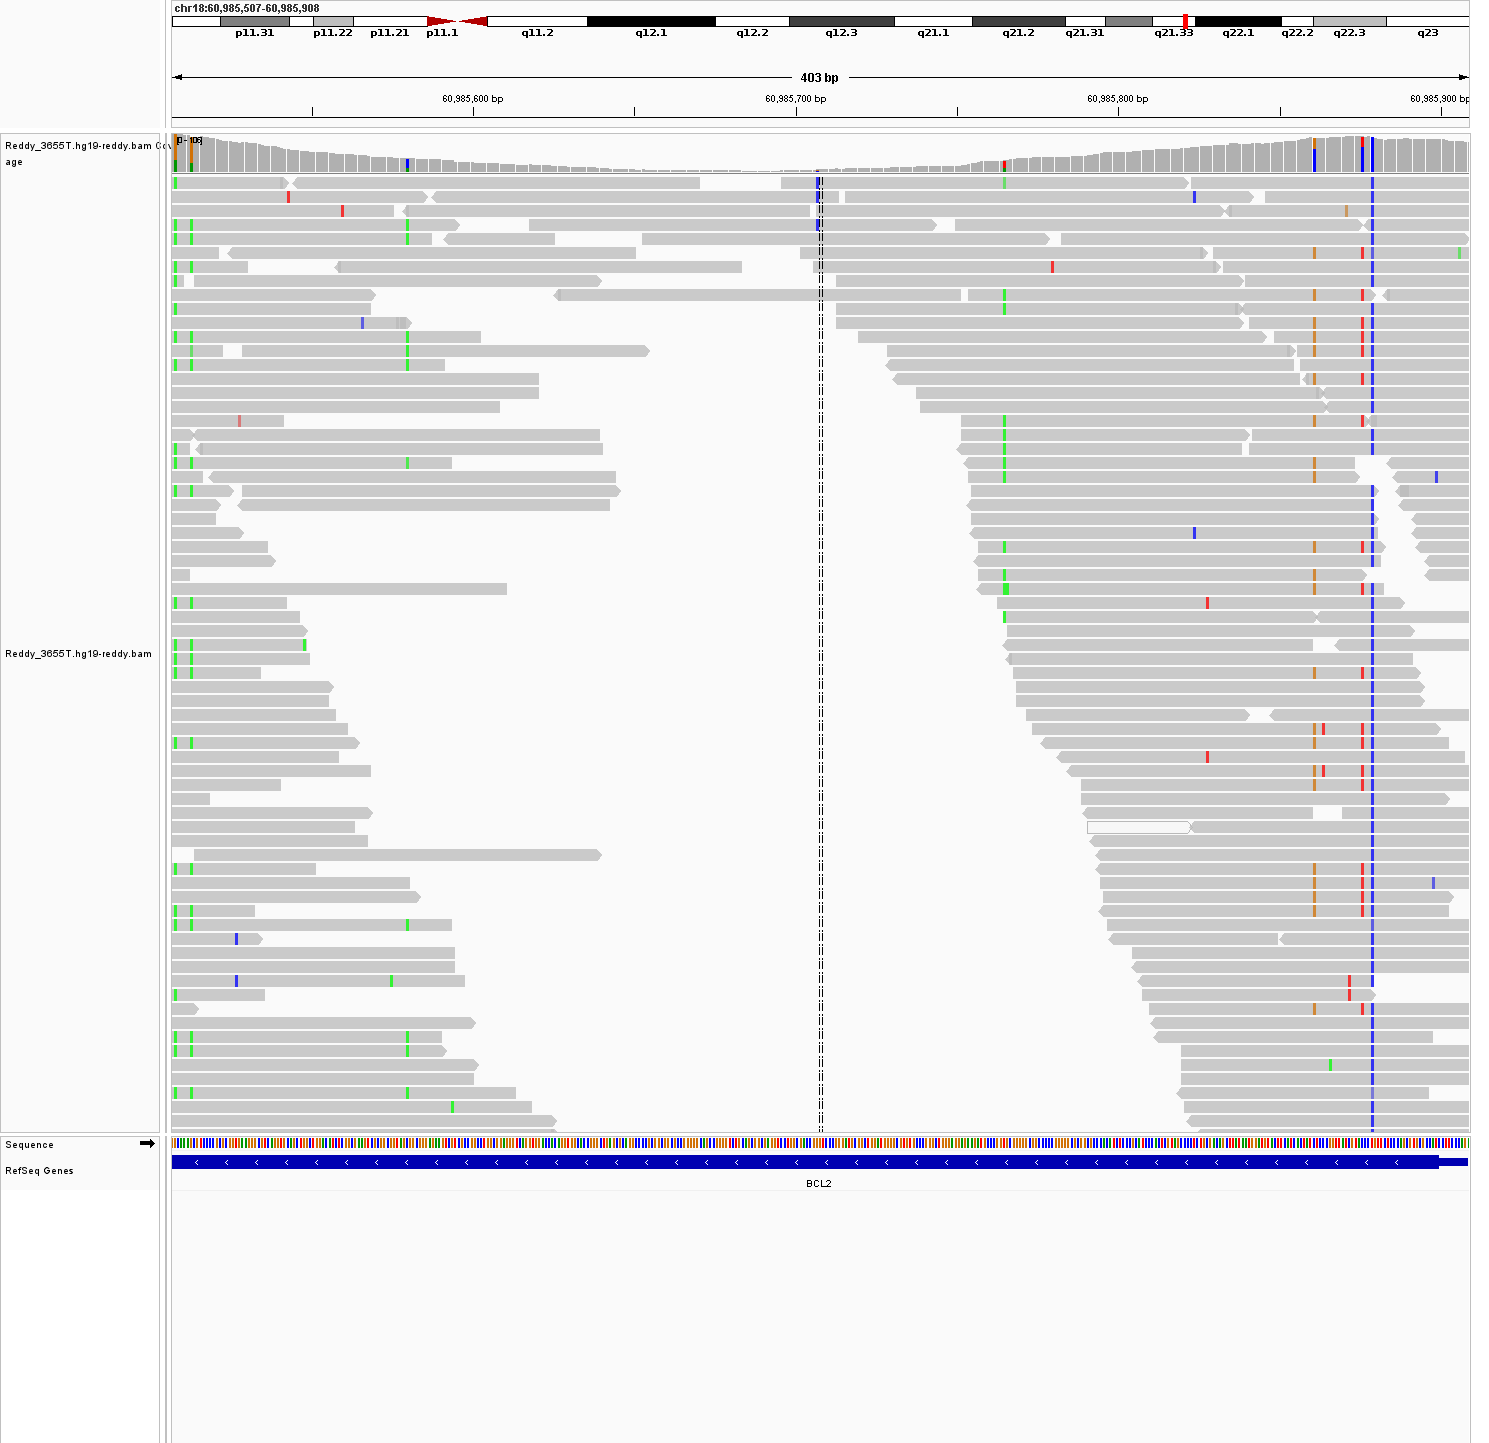 chr18:60,985,507-60,985,908
p11.31 p11.22 p11.21 p11.1 q11.2 q12.1 q12.2 q12.3 q21.1 q21.2 q21.31 q21.33 q22.1 q22.2 q22.3 q23
403 bp
60,985,600 bp 60,985,700 bp 60,985,800 bp 60,985,900 bp
[0 - 106]
Reddy_3655T.hg19-reddy.bam Cov
age
Reddy_3655T.hg19-reddy.bam
Sequence
RefSeq Genes
BCL2